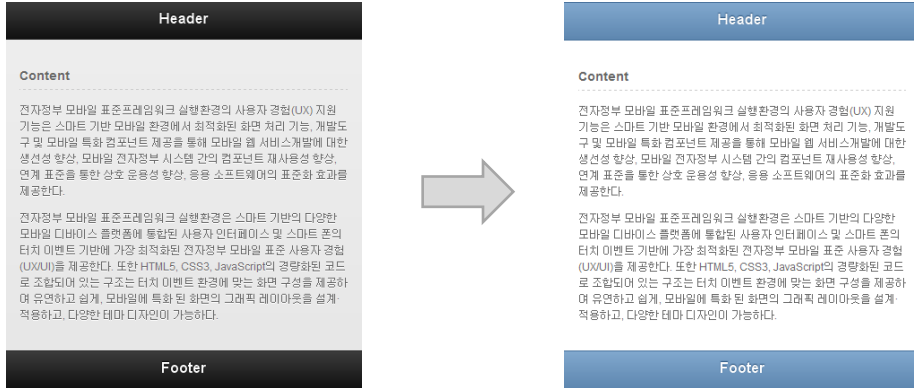 Header
Content
전자정부 모바일 표준프레임워크 실행환경의 사용자 경험(UX) 지원
기능은 스마트 기반 모바일 환경에서 최적화된 화면 처리 기능, 개발도
구 및 모바일 특화 컴포넌트 제공을 통해 모바일 웹 서비스개발에 대한
생선성 향상, 모바일 전자정부 시스템 간의 컴포넌트 재사용성 향상,
연계 표준을 통한 상호 운용성 향상, 응용 소프트웨어의 표준화 효과를
제공한다.
전자정부 모바일 표준프레임워크 실행환경은 스마트 기반의 다양한
모바일 디바이스 플랫폼에 통합된 사용자 인터페이스 및 스마트 폰의
터치 이벤트 기반에 가장 최적화된 전자정부 모바일 표준 사용자 경험
(UX/UI)을 제공한다. 또한 HTML5, CSS3, JavaScript의 경량화된 코드
로 조합되어 있는 구조는 터치 이벤트 환경에 맞는 화면 구성을 제공하
여 유연하고 쉽게, 모바일에 특화 된 화면의 그래픽 레이아웃을 설계·
적용하고, 다양한 테마 디자인이 가능하다.
Footer
Header
Content
전자정부 모바일 표준프레임워크 실행환경의 사용자 경험(UX) 지원
기능은 스마트 기반 모바일 환경에서 최적화된 화면 처리 기능, 개발도
구 및 모바일 특화 컴포넌트 제공을 통해 모바일 웹 서비스개발에 대한
생선성 향상, 모바일 전자정부 시스템 간의 컴포넌트 재사용성 향상,
연계 표준을 통한 상호 운용성 향상, 응용 소프트웨어의 표준화 효과를
제공한다.
전자정부 모바일 표준프레임워크 실행환경은 스마트 기반의 다양한
모바일 디바이스 플랫폼에 통합된 사용자 인터페이스 및 스마트 폰의
터치 이벤트 기반에 가장 최적화된 전자정부 모바일 표준 사용자 경험
(UX/UI)을 제공한다. 또한 HTML5, CSS3, JavaScript의 경량화된 코드
로 조합되어 있는 구조는 터치 이벤트 환경에 맞는 화면 구성을 제공하
여 유연하고 쉽게, 모바일에 특화 된 화면의 그래픽 레이아웃을 설계·
적용하고, 다양한 테마 디자인이 가능하다.
Footer